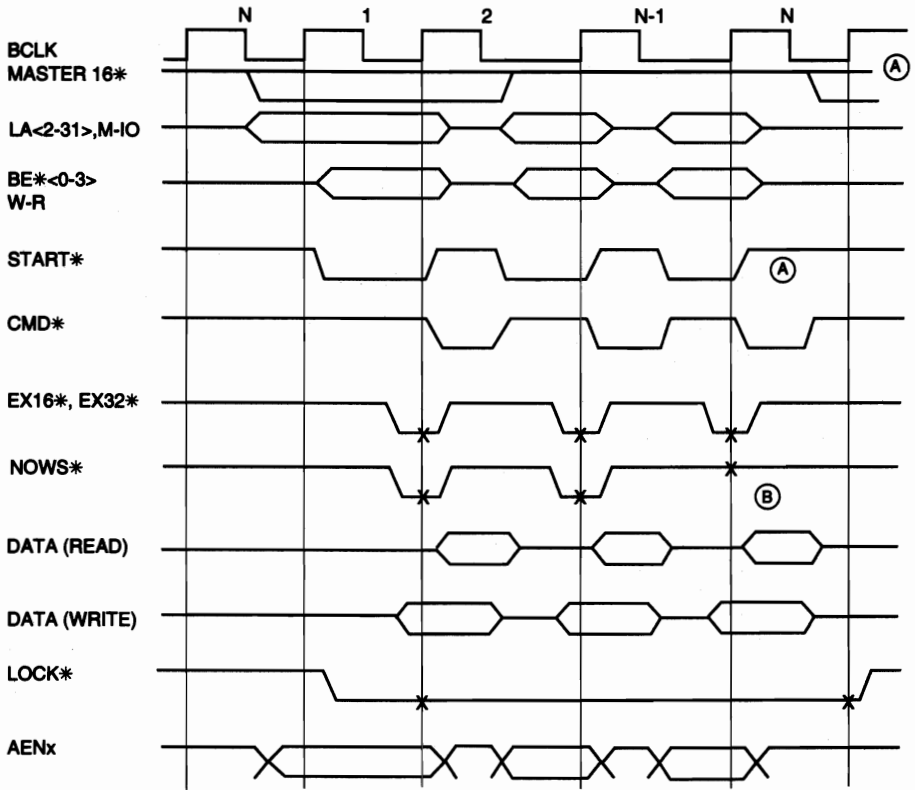 N 1 2 N-1 N
BCLK
MASTER 16* A
LA<2-31>,M-IO
BE*<0-3>
W-R
START* A
CMD*
EX16*, EX32*
NOWS*
B
DATA (READ)
DATA (WRITE)
LOCK*
AENx